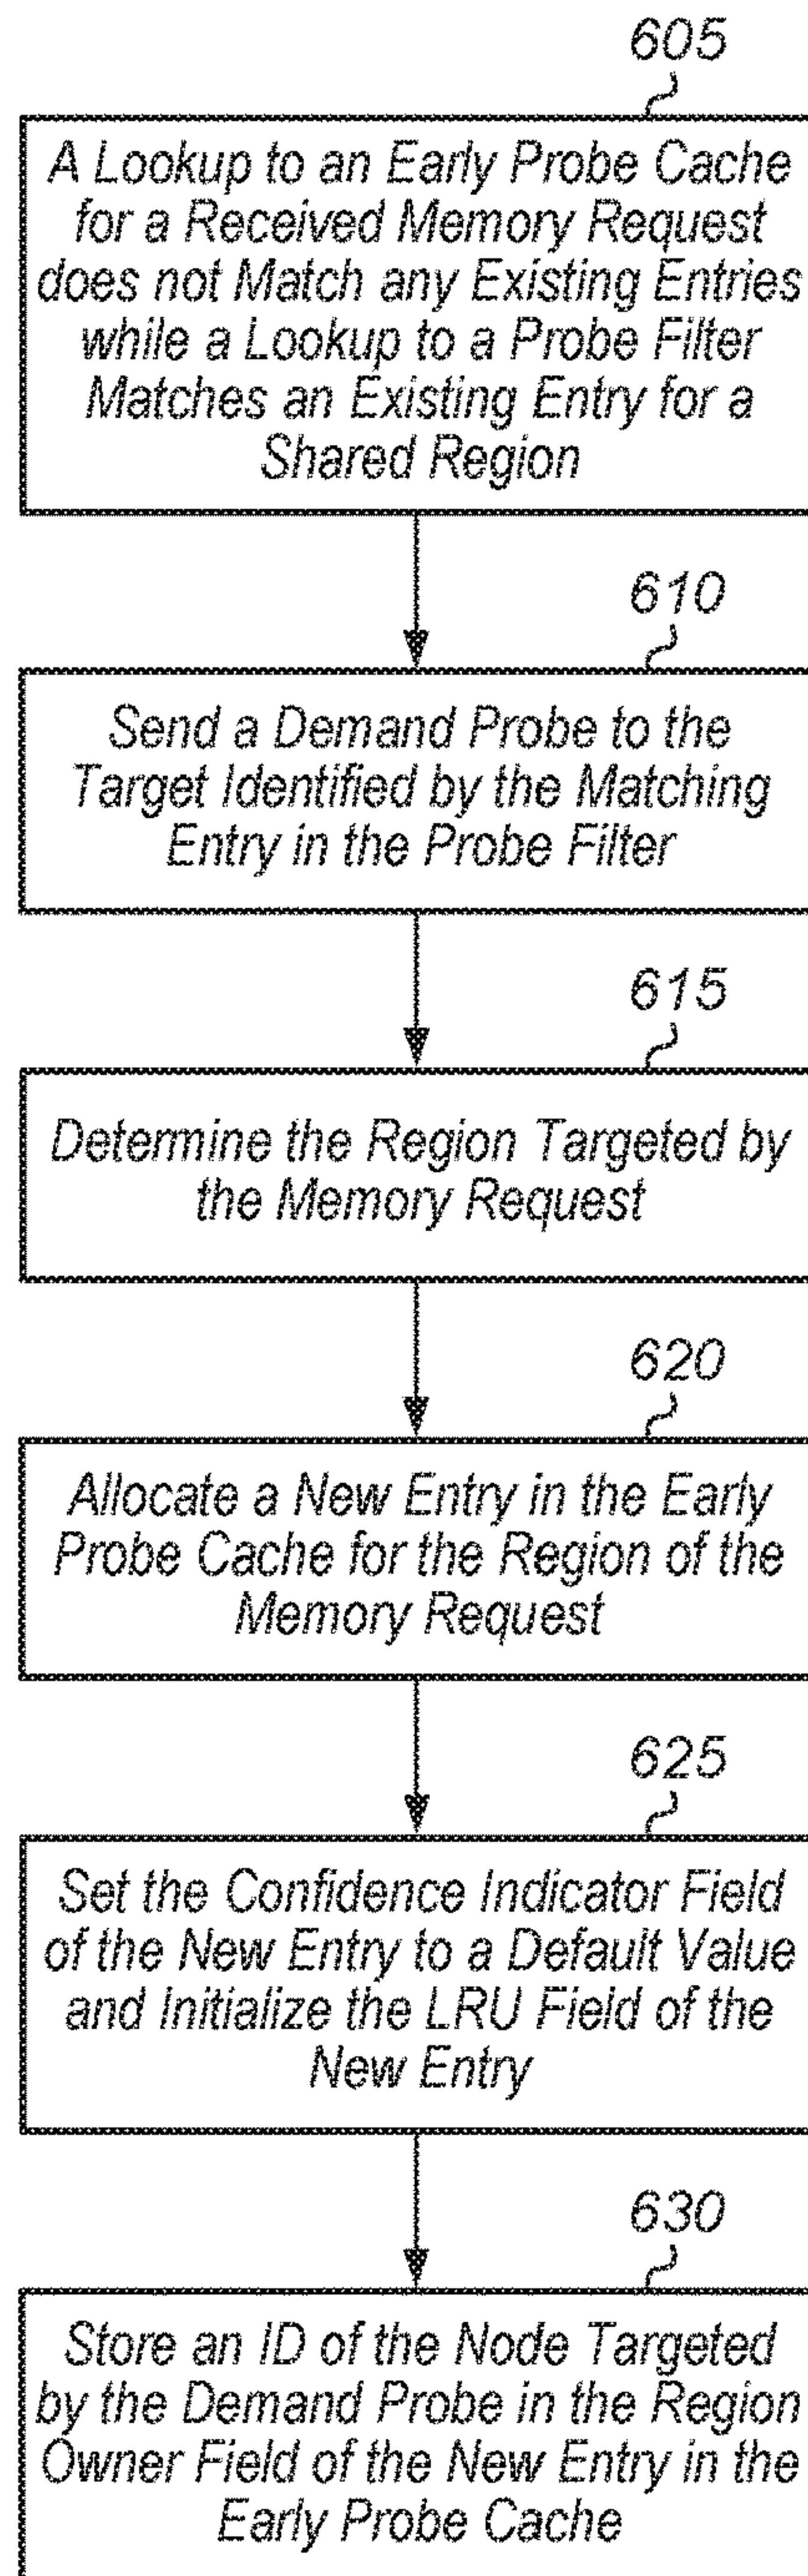 605
A Lookup to an Early Probe Cache
for a Received Memory Request
does not Match any Existing Entries
while a Lookup to a Probe Filter
Matches an Existing Entry for a
Shared Region
610
Send a Demand Probe to the
Target Identified by the Matching
Entry in the Probe Filter
615
Determine the Region Targeted by
the Memory Request
620
Allocate a New Entry in the Early
Probe Cache for the Region of the
Memory Request
625
Set the Confidence Indicator Field
of the New Entry to a Default Value
and Initialize the LRU Field of the
New Entry
630
Store an ID of the Node Targeted
by the Demand Probe in the Region
Owner Field of the New Entry in the
Early Probe Cache